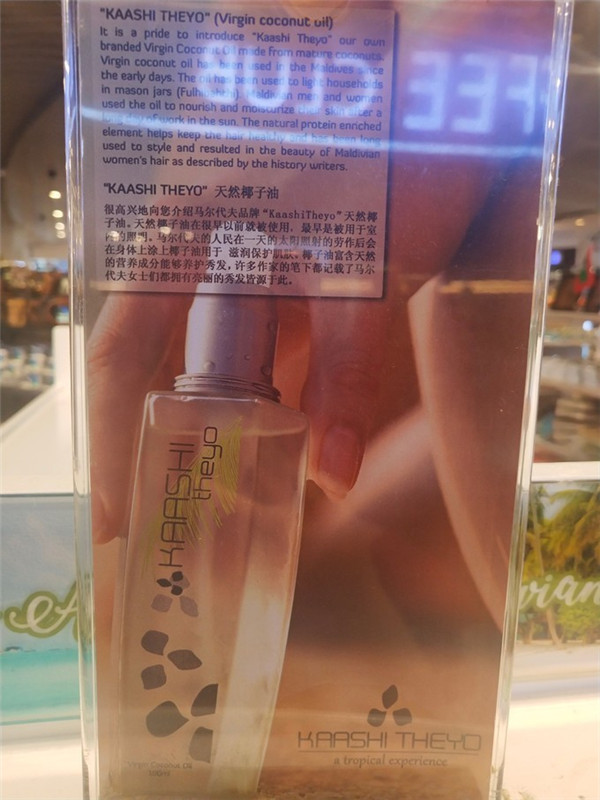 "KAASHI THEYO" (Virgin coconut oil)
It is a pride to introduce "Kaashi Theyo" our own
branded Virgin Coconut Oil made from mature coconuts.
Virgin coconut oil has been used in the Maldives since
the early days. The oil has been used to light households
in mason jars (Fulhibahthi). Maldivian men and women
used the oil to nourish and moisturize their skin after a
long day of work in the sun. The natural protein enriched
element helps keep the hair healthy and has been long
used to style and resulted in the beauty of Maldivian
women's hair as described by the history writers.
"KAASHI THEYO" 天然椰子油
很高兴地向您介绍马尔代夫品牌 "KaashiTheyo" 天然椰
子油。天然椰子油在很早以前就被使用，最早是被用于室
内的照明。马尔代夫的人民在一天的太阳照射的劳作后会
在身体上涂上椰子油用于 滋润保护肌肤。椰子油富含天然
的营养成分能够养护秀发，许多作家的笔下都记载了马尔
代夫女士们都拥有亮丽的秀发皆源于此。
KAASHI
theyo
Virgin Coconut Oil
KAASHI THEYO
a tropical experience